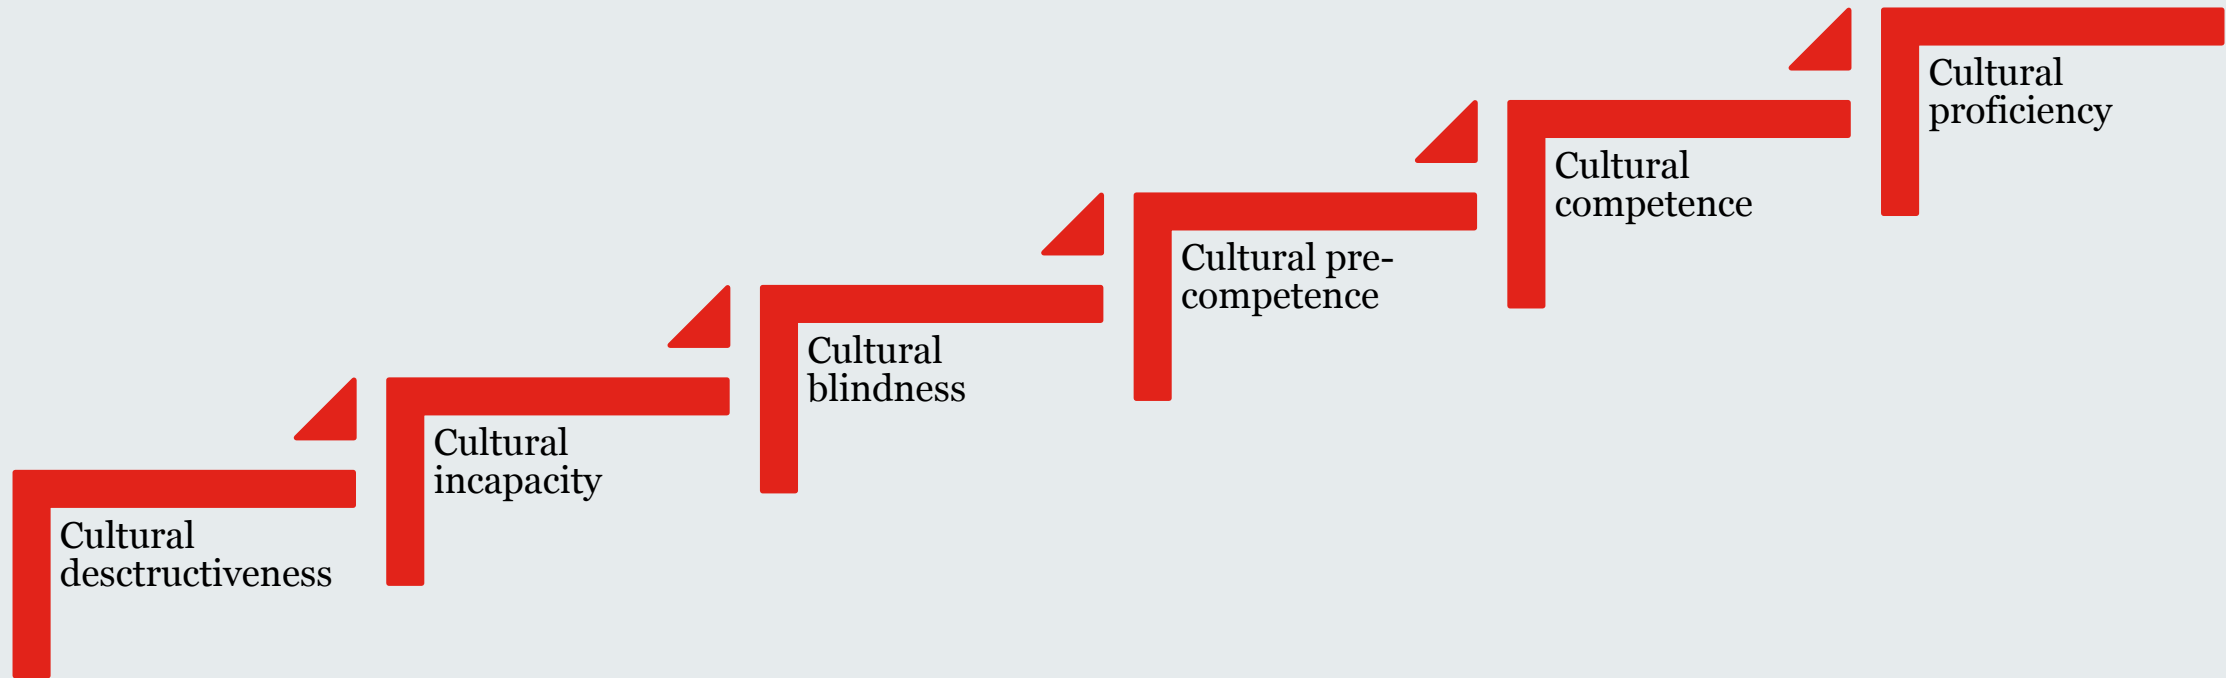 Cultural
desctructiveness
Cultural
incapacity
Cultural
blindness
Cultural pre-
competence
Cultural
competence
Cultural
proficiency